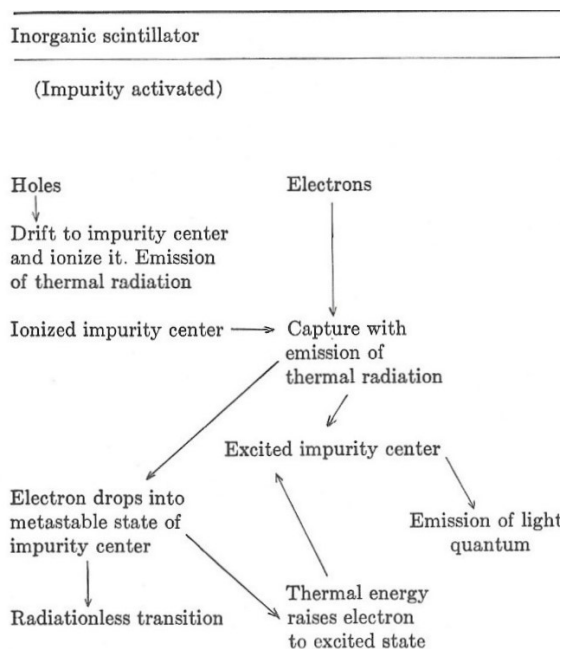 Inorganic scintillator
(Impurity activated)
Holes
Electrons
Drift to impurity center
and ionize it. Emission
of thermal radiation
Ionized impurity center
Capture with
emission of
thermal radiation
Excited impurity center
Electron drops into
metastable state of
impurity center
Emission of light
quantum
Radiationless transition
Thermal energy
raises electron
to excited state